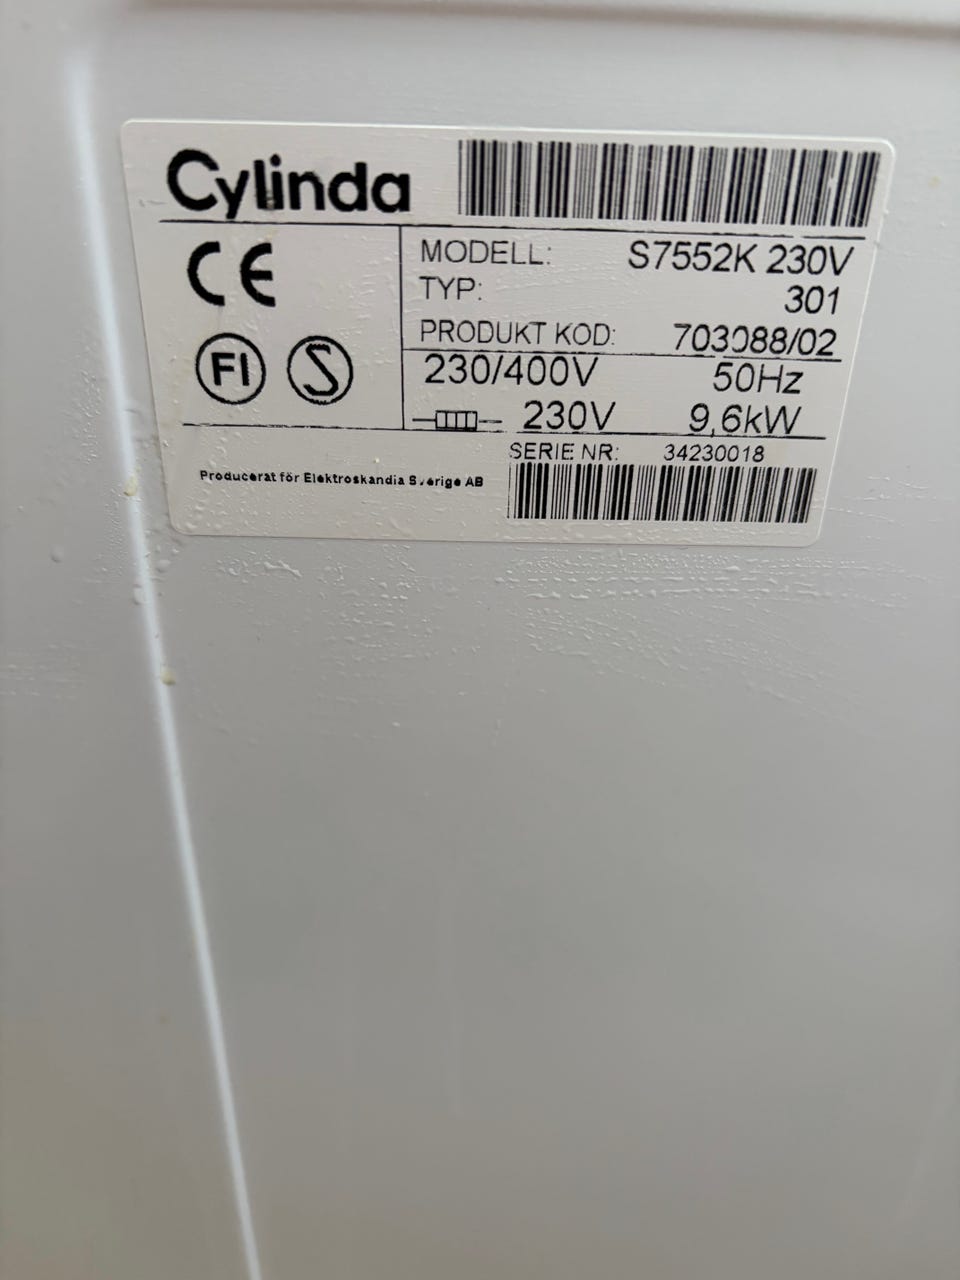 Cylinda
CE
FI S
MODELL: S7552K 230V
TYP: 301
PRODUKT KOD: 703088/02
230/400V 50Hz
230V 9,6kW
SERIE NR: 34230018
Producerat för Elektroskandia Sverige AB